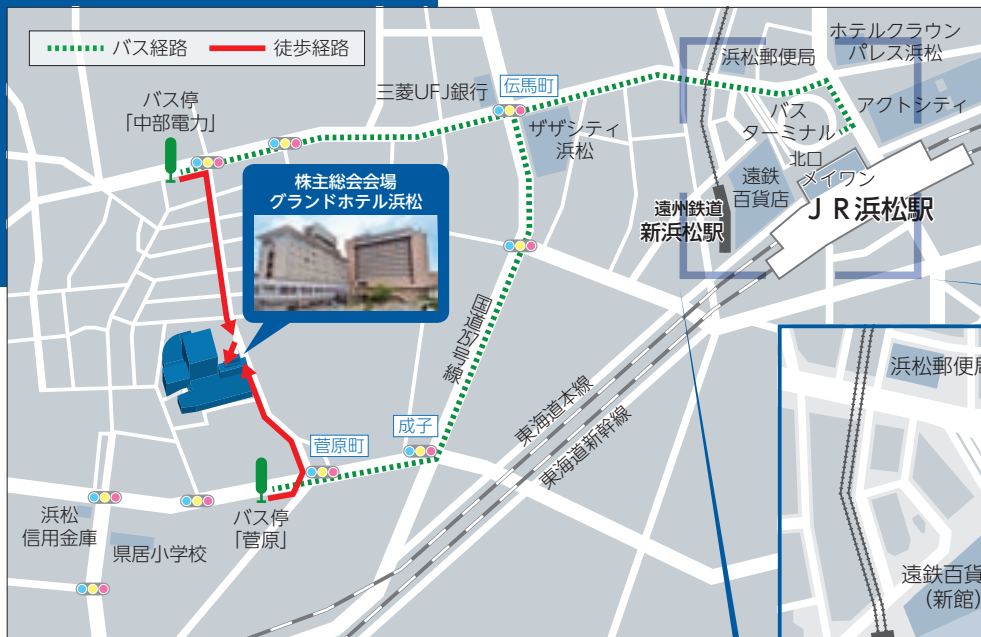 バス経路
徒歩経路
ホテルクラウン
パレス浜松
浜松郵便局
アクトシティ
バス
ターミナル
三菱UFJ銀行
伝馬町
ザザシティ
浜松
バス停
「中部電力」
北口
メイワン
遠鉄
百貨店
JR浜松駅
遠州鉄道
新浜松駅
株主総会会場
グランドホテル浜松
国道257号線
東海道本線
東海道新幹線
成子
菅原町
バス停
「菅原」
浜松
信用金庫
県居小学校
浜松郵便局
遠鉄百貨
(新館)